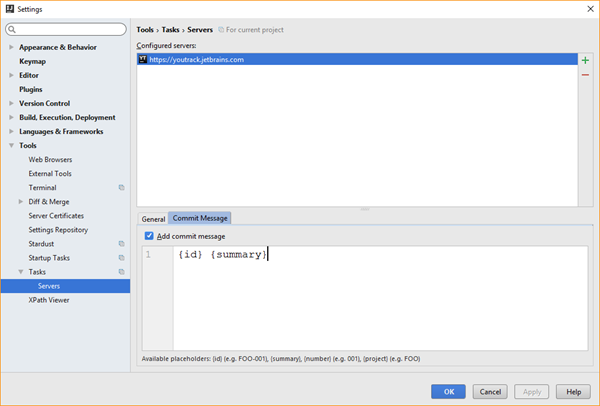 Settings
Tools › Tasks › Servers For current project
Configured servers:
https://youtrack.jetbrains.com
Appearance & Behavior
Keymap
Editor
Plugins
Version Control
Build, Execution, Deployment
Languages & Frameworks
Tools
Web Browsers
External Tools
Terminal
Diff & Merge
Server Certificates
Settings Repository
Stardust
Startup Tasks
Tasks
Servers
XPath Viewer
General Commit Message
Add commit message
1 {id} {summary}
Available placeholders: {id} (e.g. FOO-001), {summary}, {number} (e.g. 001), {project} (e.g. FOO)
OK Cancel Apply Help